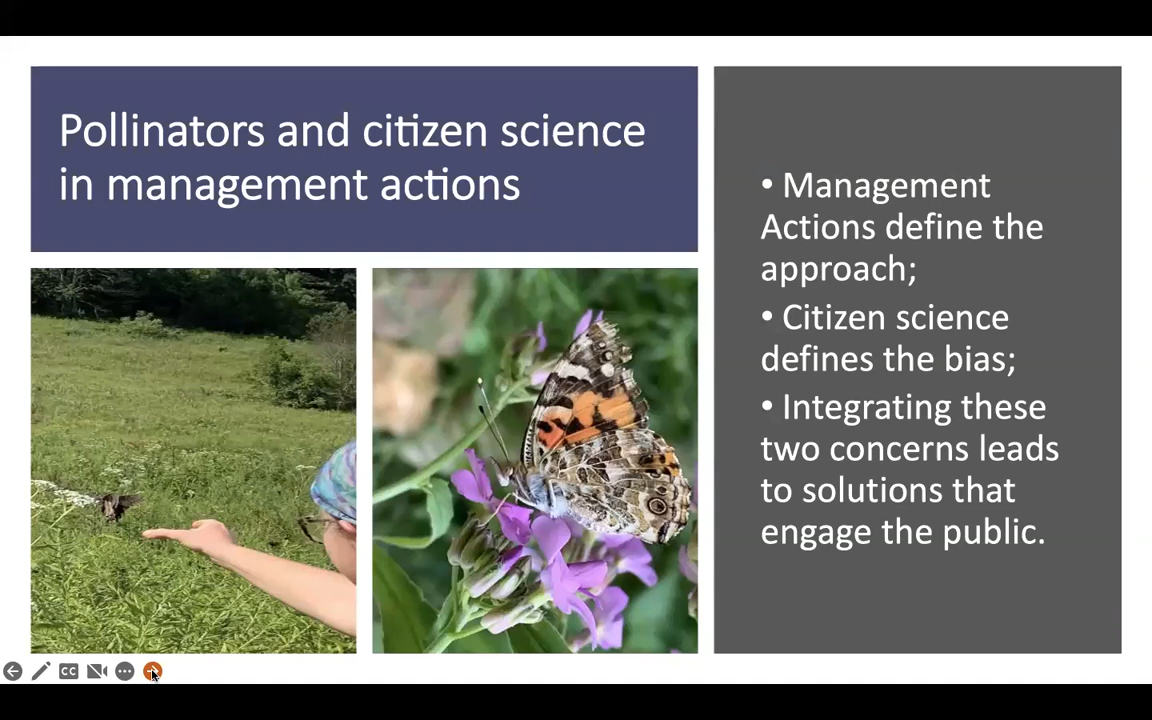 Pollinators and citizen science
in management actions
• Management
Actions define the
approach;
• Citizen science
defines the bias;
• Integrating these
two concerns leads
to solutions that
engage the public.
CC